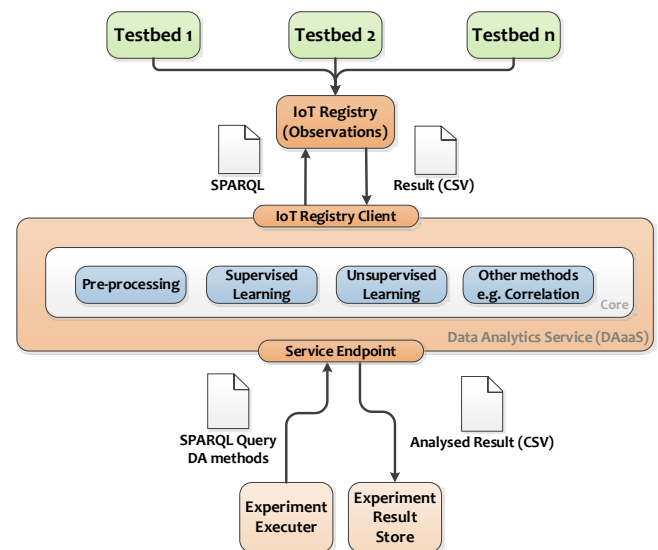 Testbed 1
Testbed 2
Testbed n
IoT Registry
(Observations)
SPARQL
Result (CSV)
IoT Registry Client
Pre-processing
Supervised
Learning
Unsupervised
Learning
Other methods
e.g. Correlation
Core
Data Analytics Service (DAaaS)
Service Endpoint
SPARQL Query
DA methods
Analysed Result (CSV)
Experiment
Executer
Experiment
Result
Store